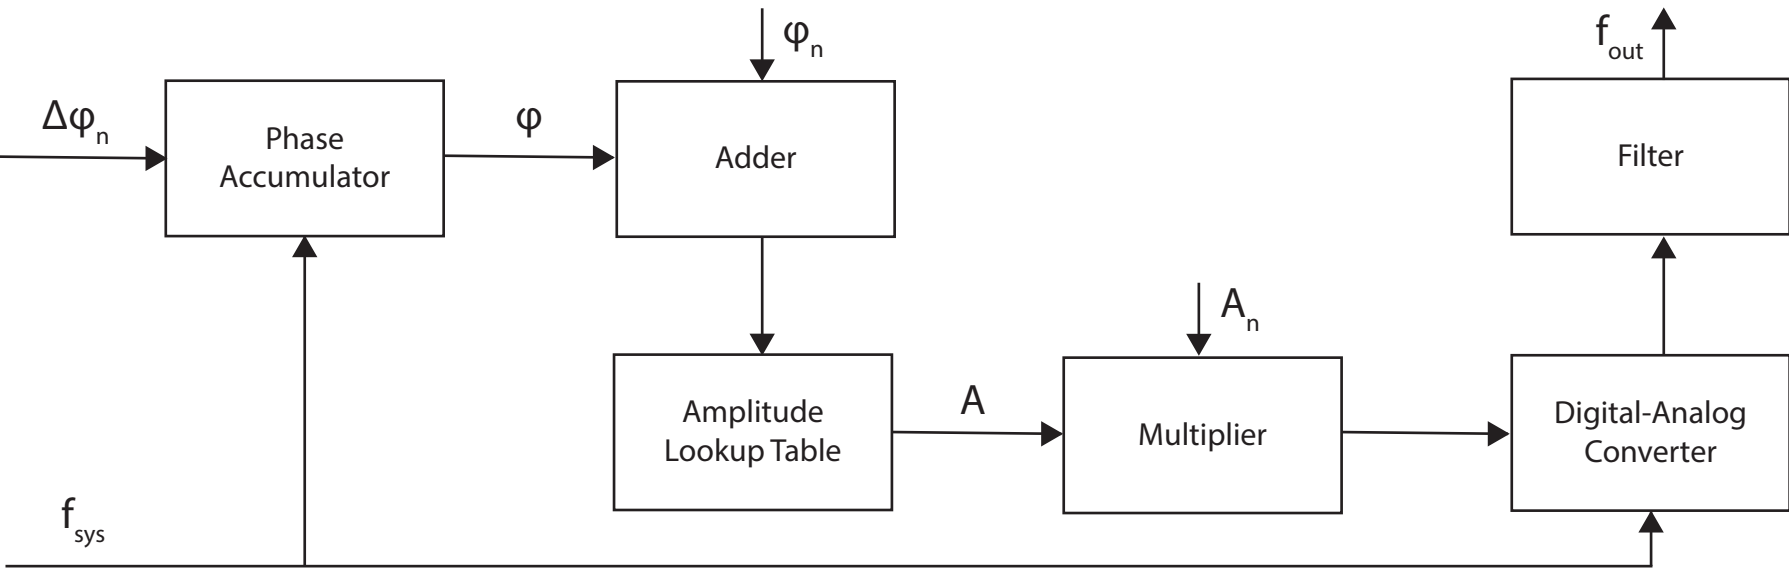 φn
fout
Δφn
Phase
Accumulator
φ
Adder
Filter
An
Amplitude
Lookup Table
A
Multiplier
Digital-Analog
Converter
fsys